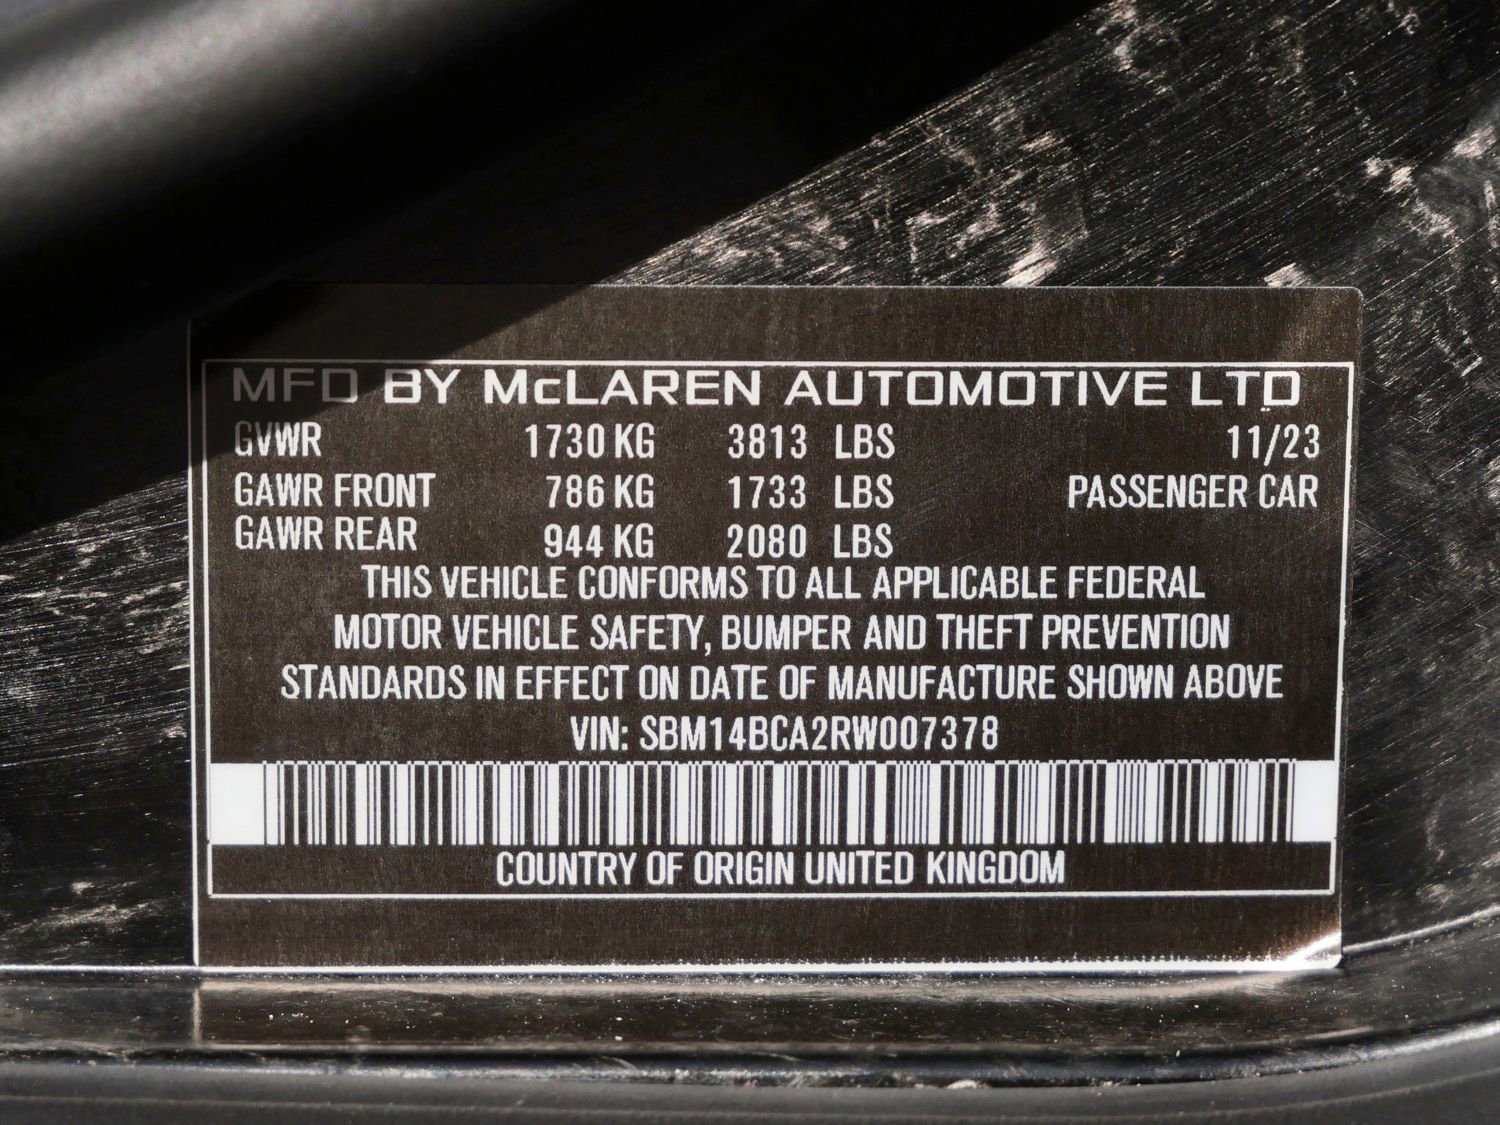 MFD BY McLAREN AUTOMOTIVE LTD
GVWR 1730 KG 3813 LBS 11/23
GAWR FRONT 786 KG 1733 LBS PASSENGER CAR
GAWR REAR 944 KG 2080 LBS
THIS VEHICLE CONFORMS TO ALL APPLICABLE FEDERAL
MOTOR VEHICLE SAFETY, BUMPER AND THEFT PREVENTION
STANDARDS IN EFFECT ON DATE OF MANUFACTURE SHOWN ABOVE
VIN: SBM14BCA2RW007378
COUNTRY OF ORIGIN UNITED KINGDOM